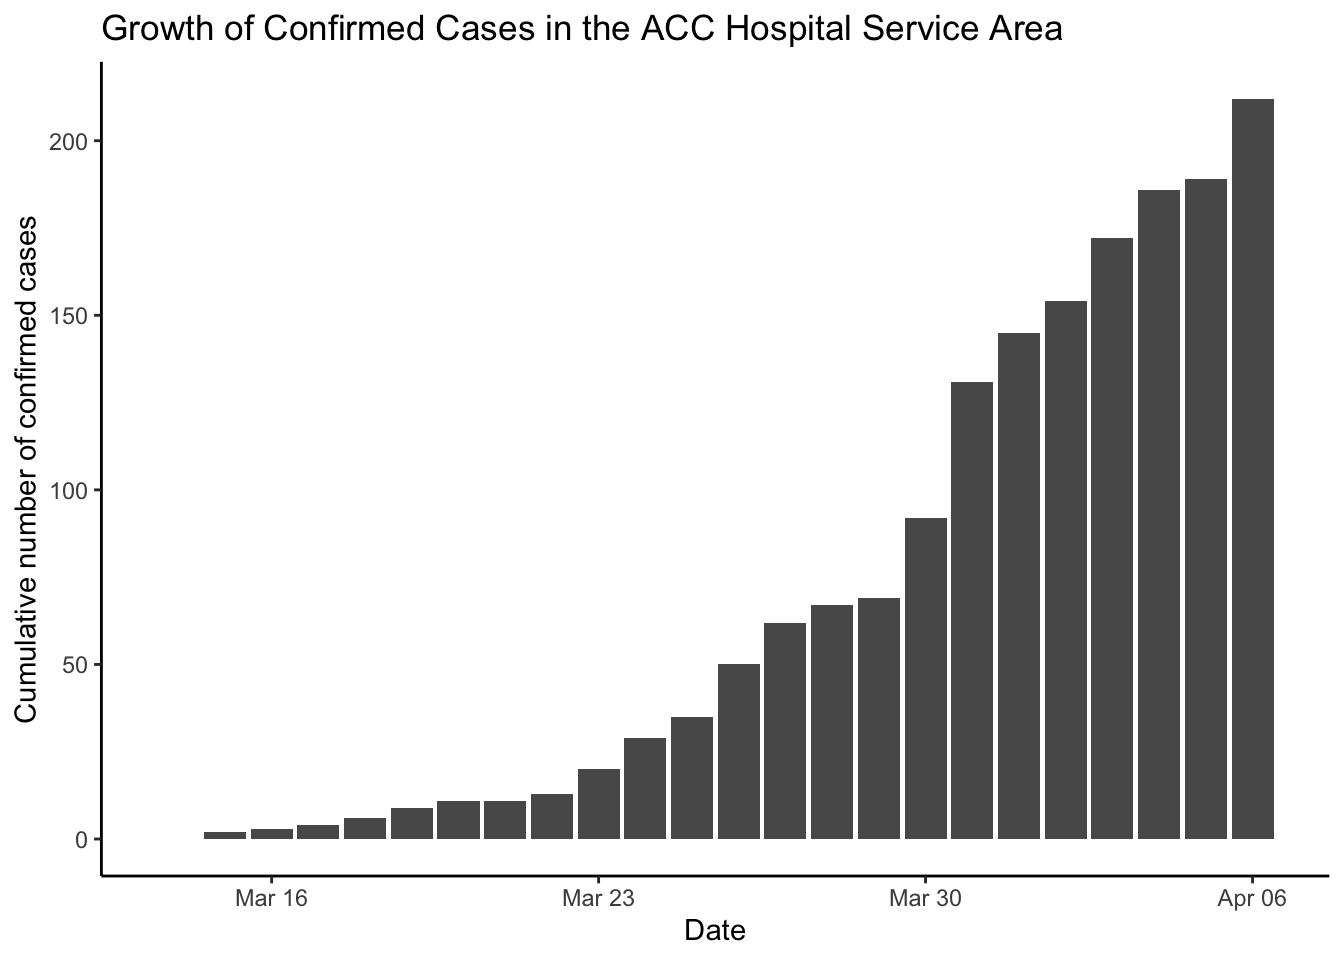 Growth of Confirmed Cases in the ACC Hospital Service Area
Cumulative number of confirmed cases
200
150
100
50
0
Mar 16
Mar 23
Mar 30
Apr 06
Date